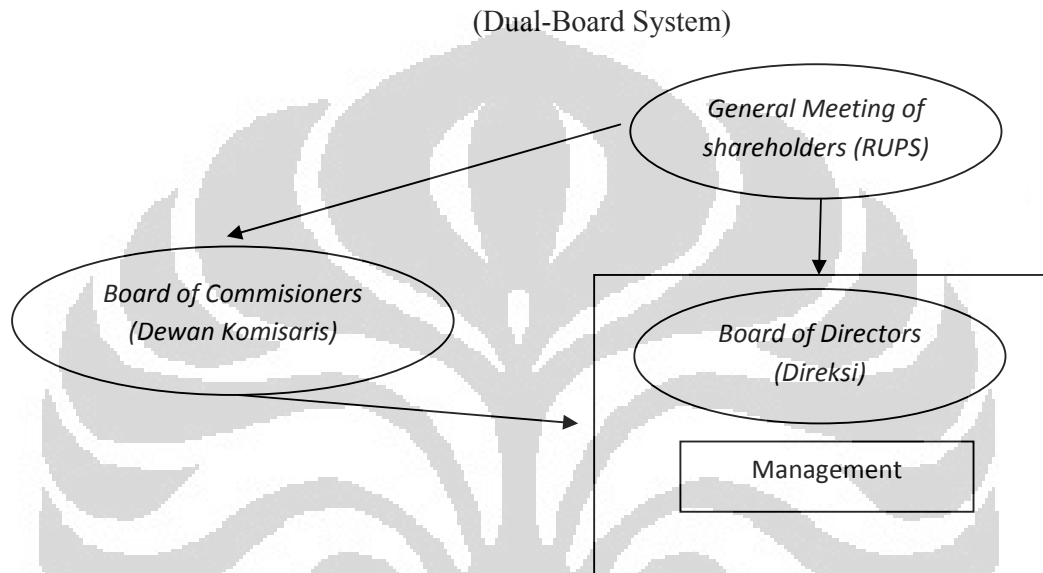 (Dual-Board System)
General Meeting of
shareholders (RUPS)
Board of Commisioners
(Dewan Komisaris)
Board of Directors
(Direksi)
Management